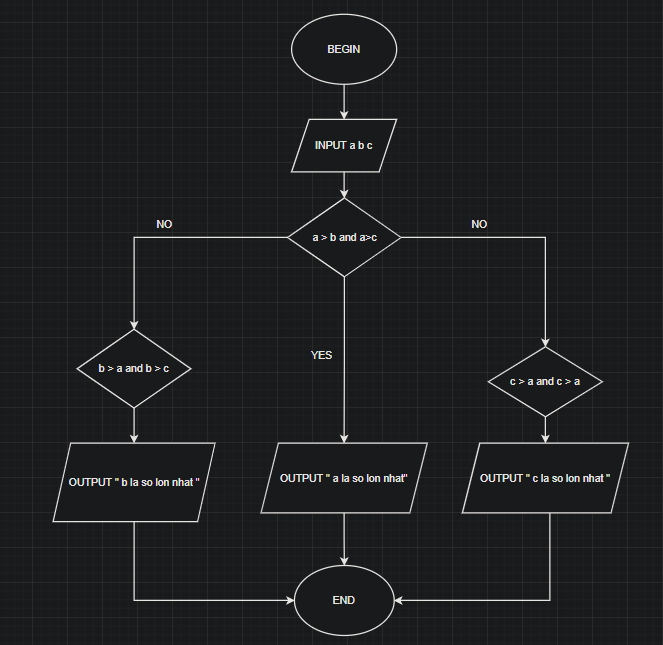 BEGIN
INPUT a b c
a > b and a>c
NO
NO
YES
b > a and b > c
c > a and c > a
OUTPUT " b la so lon nhat "
OUTPUT " a la so lon nhat"
OUTPUT " c la so lon nhat "
END